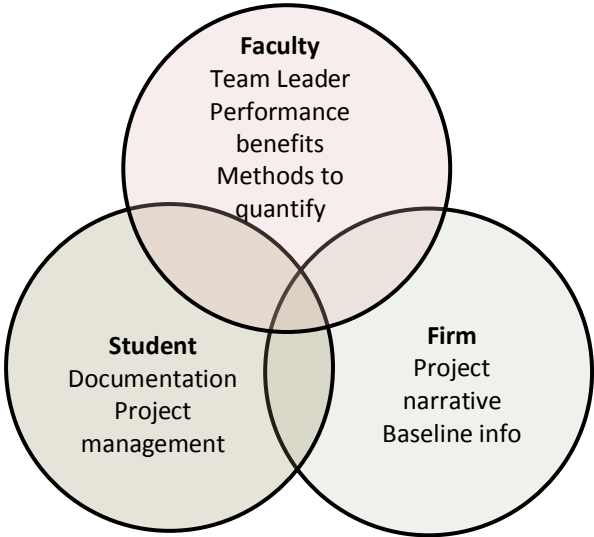 Faculty
Team Leader
Performance
benefits
Methods to
quantify
Student
Documentation
Project
management
Firm
Project
narrative
Baseline info